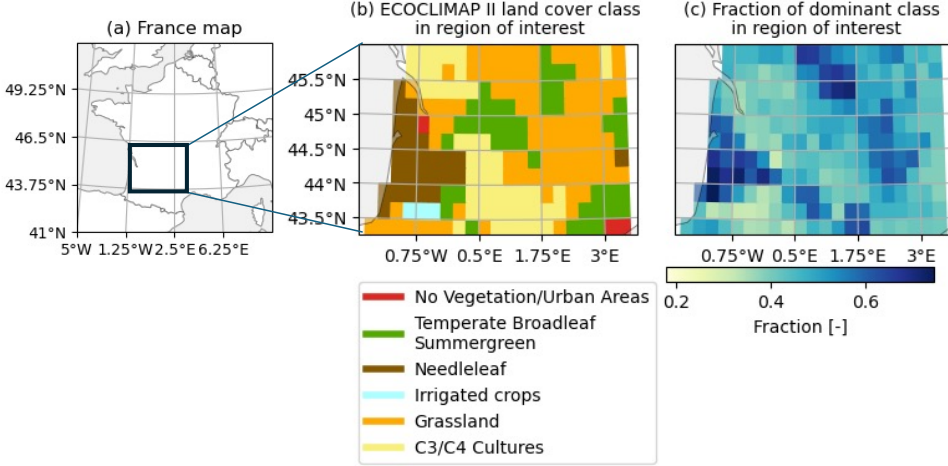 (a) France map
49.25°N
46.5°N
43.75°N
41°N
5°W 1.25°W 2.5°E 6.25°E
(b) ECOCLIMAP II land cover class
in region of interest
45.5°N
45°N
44.5°N
44°N
43.5°N
0.75°W 0.5°E 1.75°E 3°E
No Vegetation/Urban Areas
Temperate Broadleaf
Summergreen
Needleleaf
Irrigated crops
Grassland
C3/C4 Cultures
(c) Fraction of dominant class
in region of interest
0.75°W 0.5°E 1.75°E 3°E
0.2 0.4 0.6
Fraction [-]